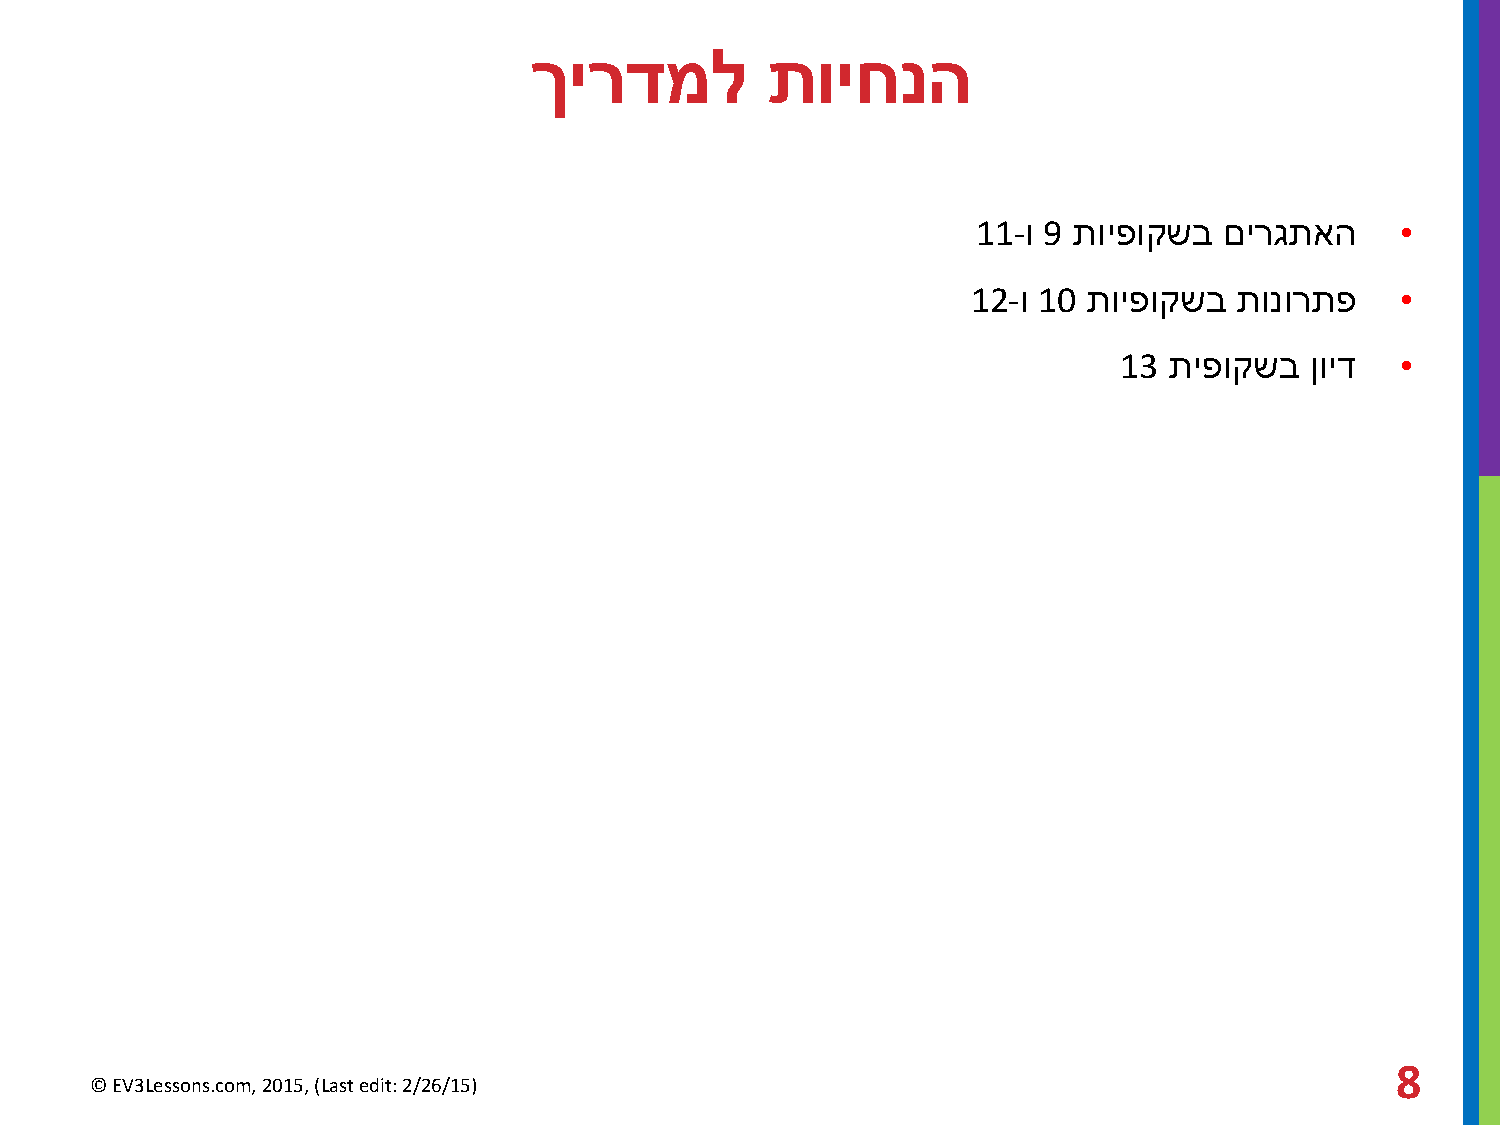 הנחיות למדריך
• האתגרים בשקופיות 9 ו-11
• פתרונות בשקופיות 10 ו-12
• דיון בשקופית 13
© EV3Lessons.com, 2015, (Last edit: 2/26/15)
8